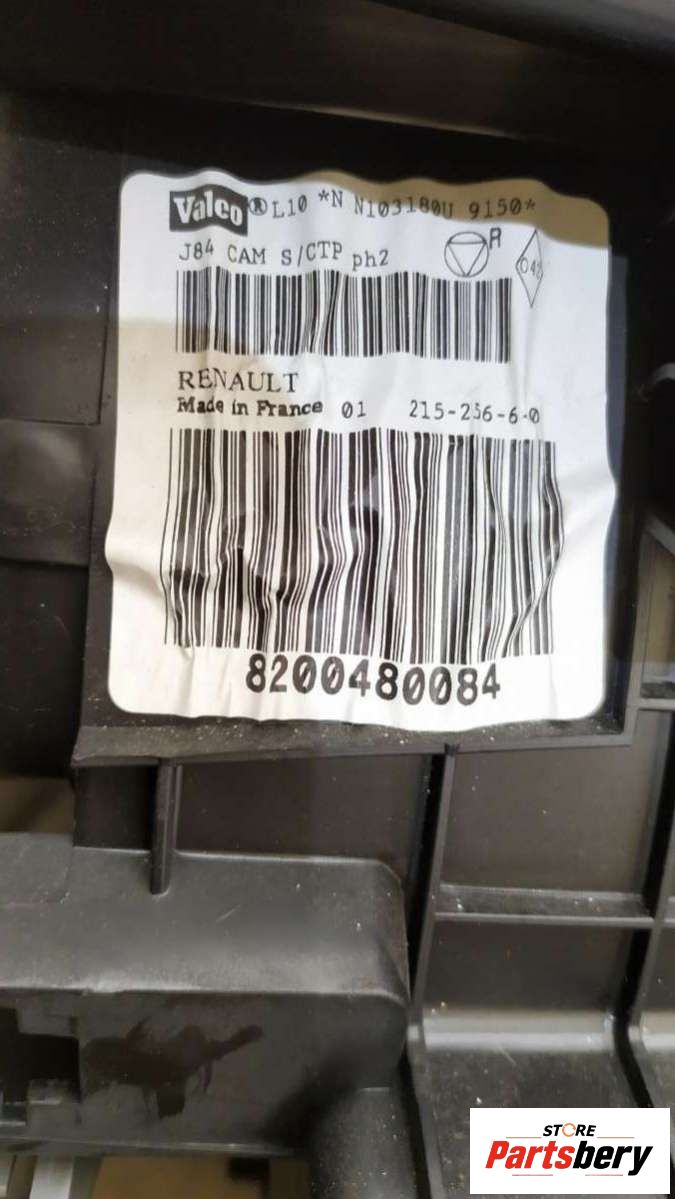 Valeo® L10 *N N103180U 9150*
J84 CAM S/CTP ph2
R
RENAULT
Made in France 01 215-256-6-0
8200480084
STORE
Partsbery